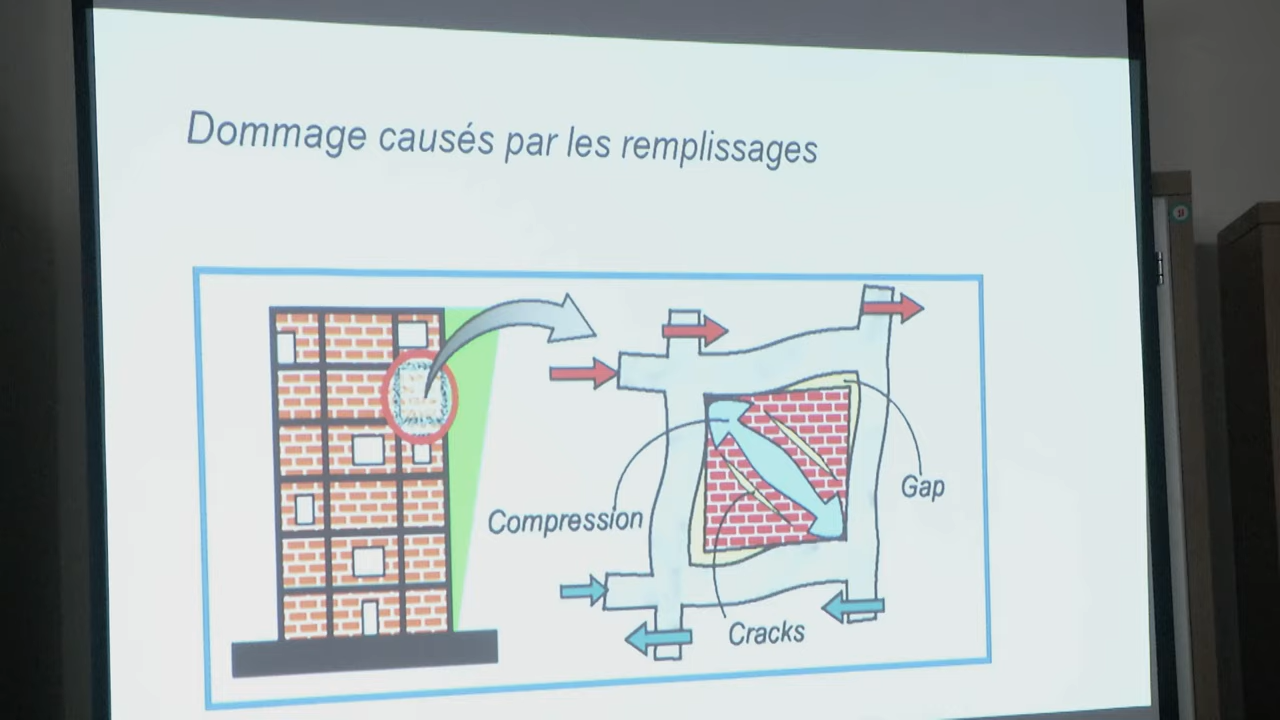 Dommage causés par les remplissages
Compression
Gap
Cracks